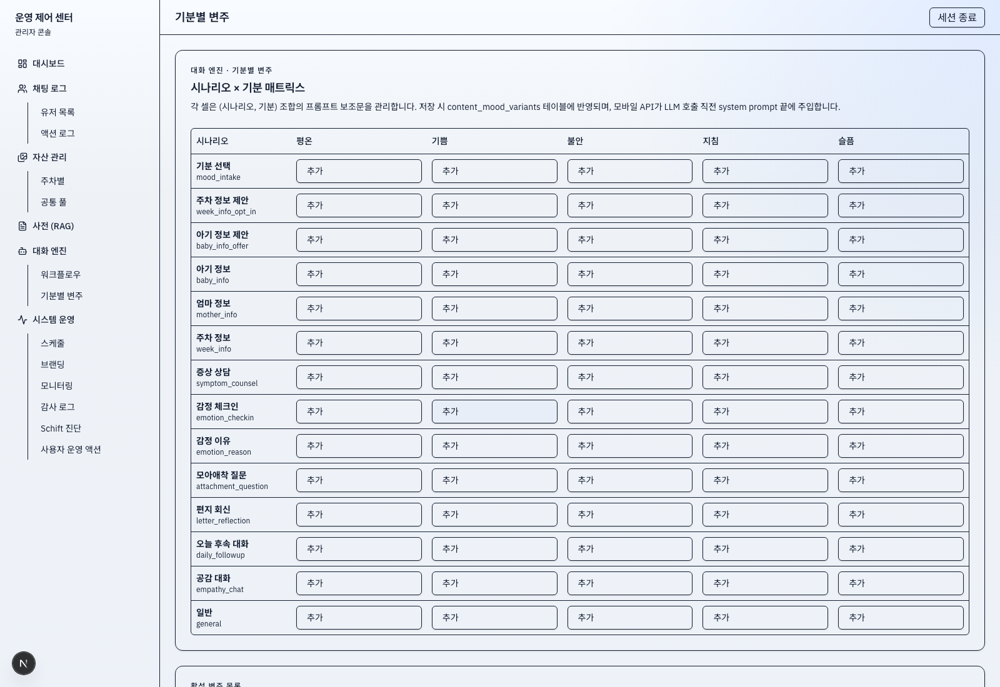 운영 제어 센터
관리자 콘솔
대시보드
채팅 로그
유저 목록
액션 로그
자산 관리
주차별
공통 풀
사전 (RAG)
대화 엔진
워크플로우
기분별 변주
시스템 운영
스케줄
브랜딩
모니터링
감사 로그
Schift 진단
사용자 운영 액션
N
기분별 변주 세션 종료
대화 엔진 · 기분별 변주
시나리오 × 기분 매트릭스
각 셀은 (시나리오, 기분) 조합의 프롬프트 보조문을 관리합니다. 저장 시 content_mood_variants 테이블에 반영되며, 모바일 API가 LLM 호출 직전 system prompt 끝에 주입합니다.
시나리오 평온 기쁨 불안 지침 슬픔
기분 선택
mood_intake
추가 추가 추가 추가 추가
주차 정보 제안
week_info_opt_in
추가 추가 추가 추가 추가
아기 정보 제안
baby_info_offer
추가 추가 추가 추가 추가
아기 정보
baby_info
추가 추가 추가 추가 추가
엄마 정보
mother_info
추가 추가 추가 추가 추가
주차 정보
week_info
추가 추가 추가 추가 추가
증상 상담
symptom_counsel
추가 추가 추가 추가 추가
감정 체크인
emotion_checkin
추가 추가 추가 추가 추가
감정 이유
emotion_reason
추가 추가 추가 추가 추가
모아애착 질문
attachment_question
추가 추가 추가 추가 추가
편지 회신
letter_reflection
추가 추가 추가 추가 추가
오늘 후속 대화
daily_followup
추가 추가 추가 추가 추가
공감 대화
empathy_chat
추가 추가 추가 추가 추가
일반
general
추가 추가 추가 추가 추가
활성 변주 목록